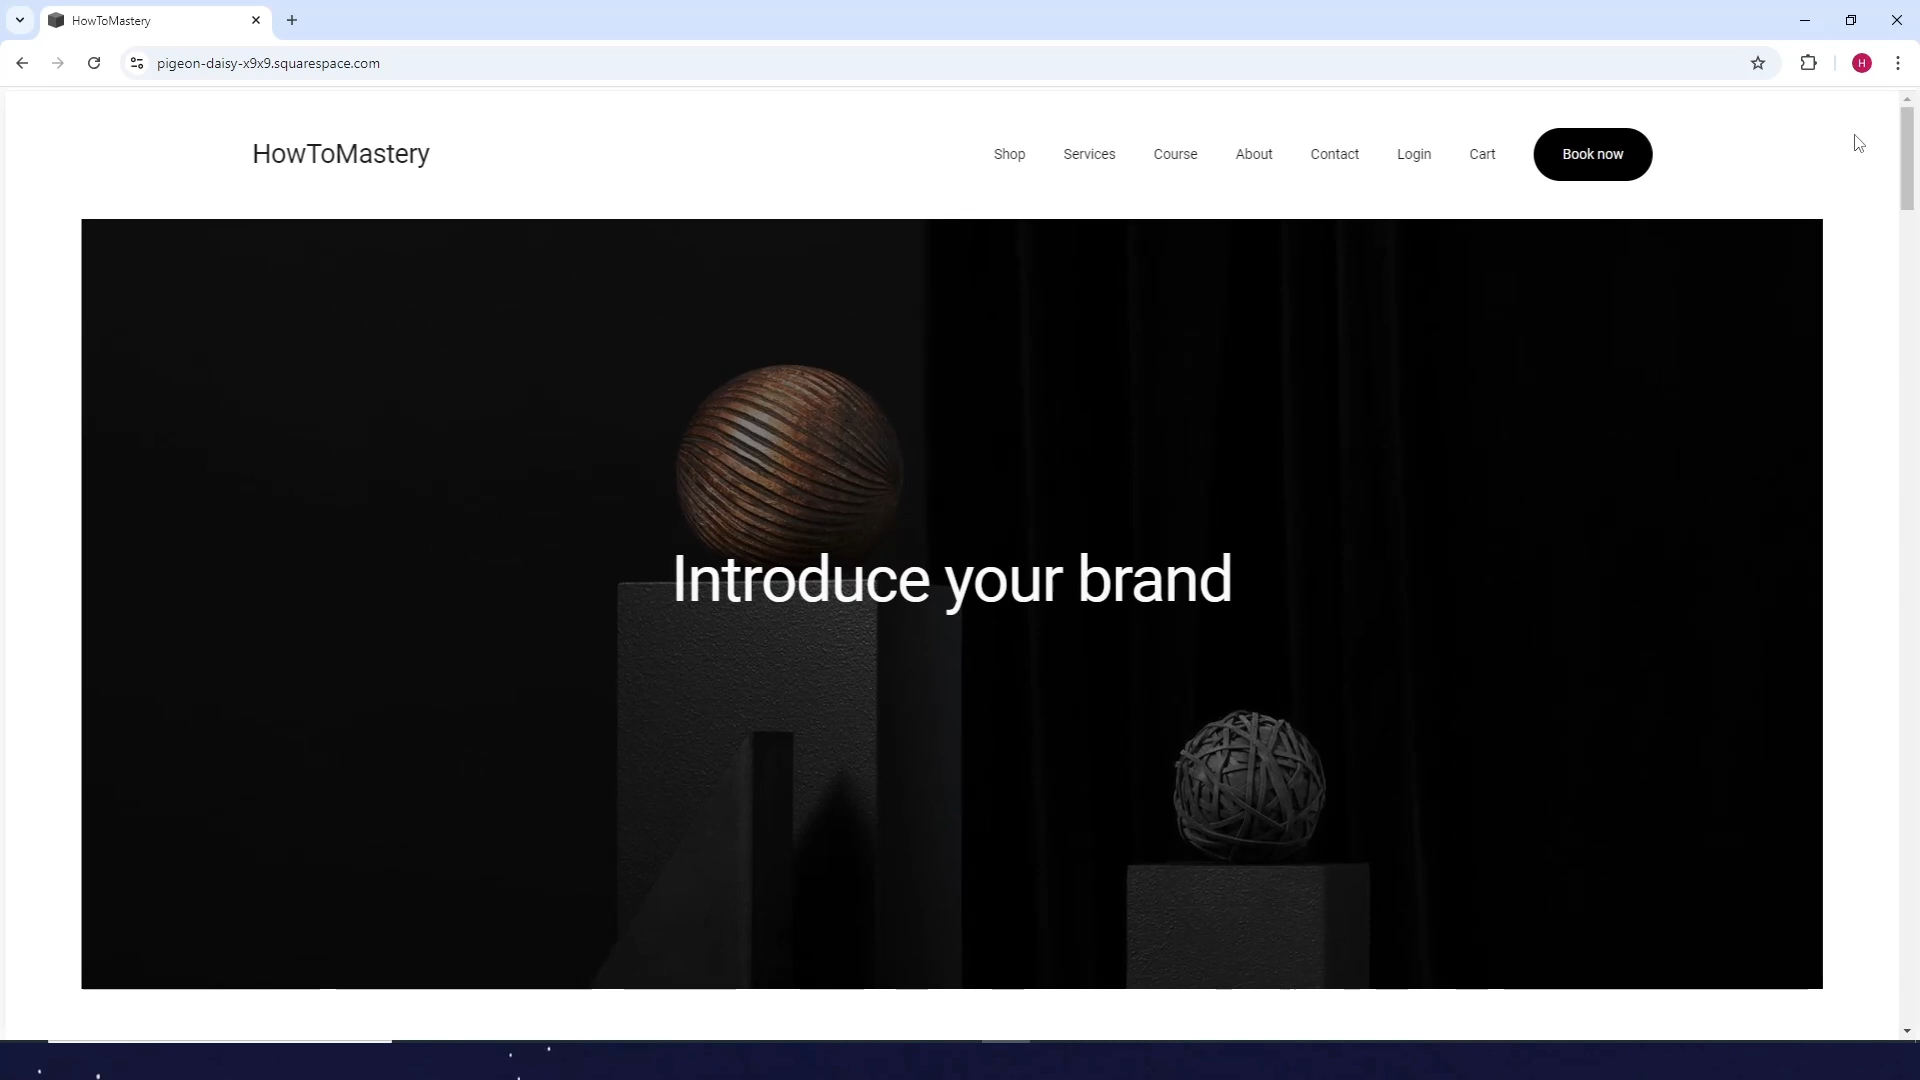 HowToMastery
pigeon-daisy-x9x9.squarespace.com
H
HowToMastery
Shop Services Course About Contact Login Cart Book now
Introduce your brand